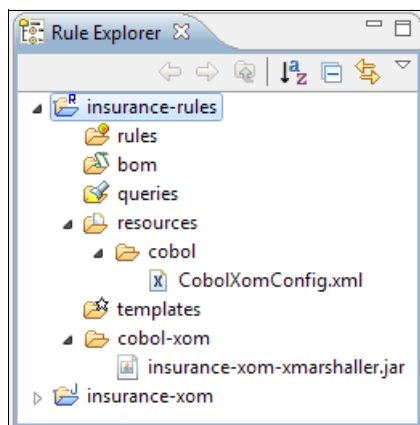 Rule Explorer
insurance-rules
rules
bom
queries
resources
cobol
CobolXomConfig.xml
templates
cobol-xom
insurance-xom-xmarshaller.jar
insurance-xom